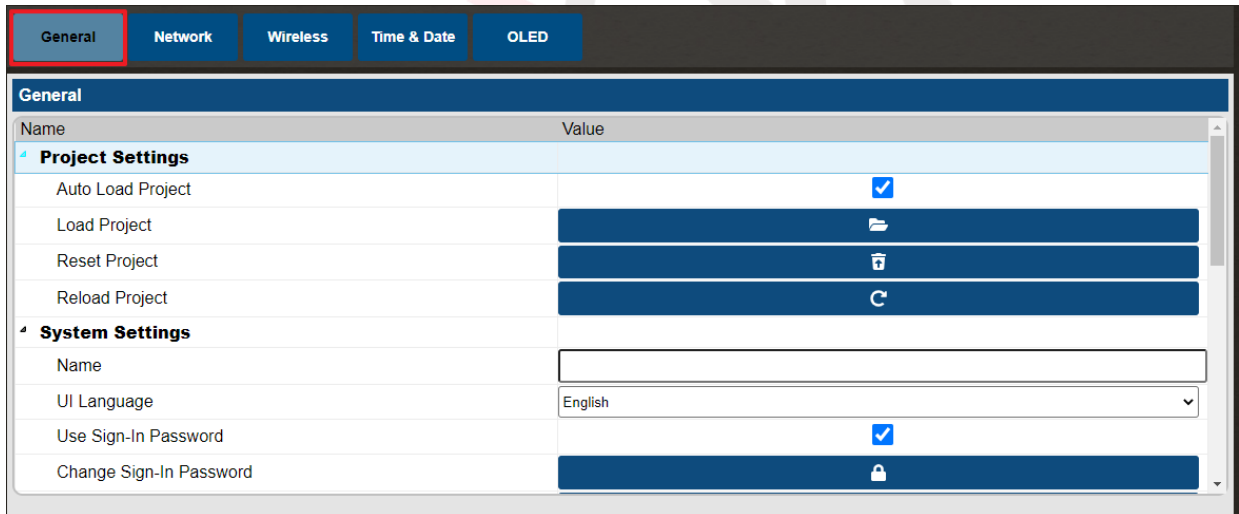 General Network Wireless Time & Date OLED
General
Name Value
Project Settings
Auto Load Project
Load Project
Reset Project
Reload Project
System Settings
Name
UI Language English
Use Sign-In Password
Change Sign-In Password